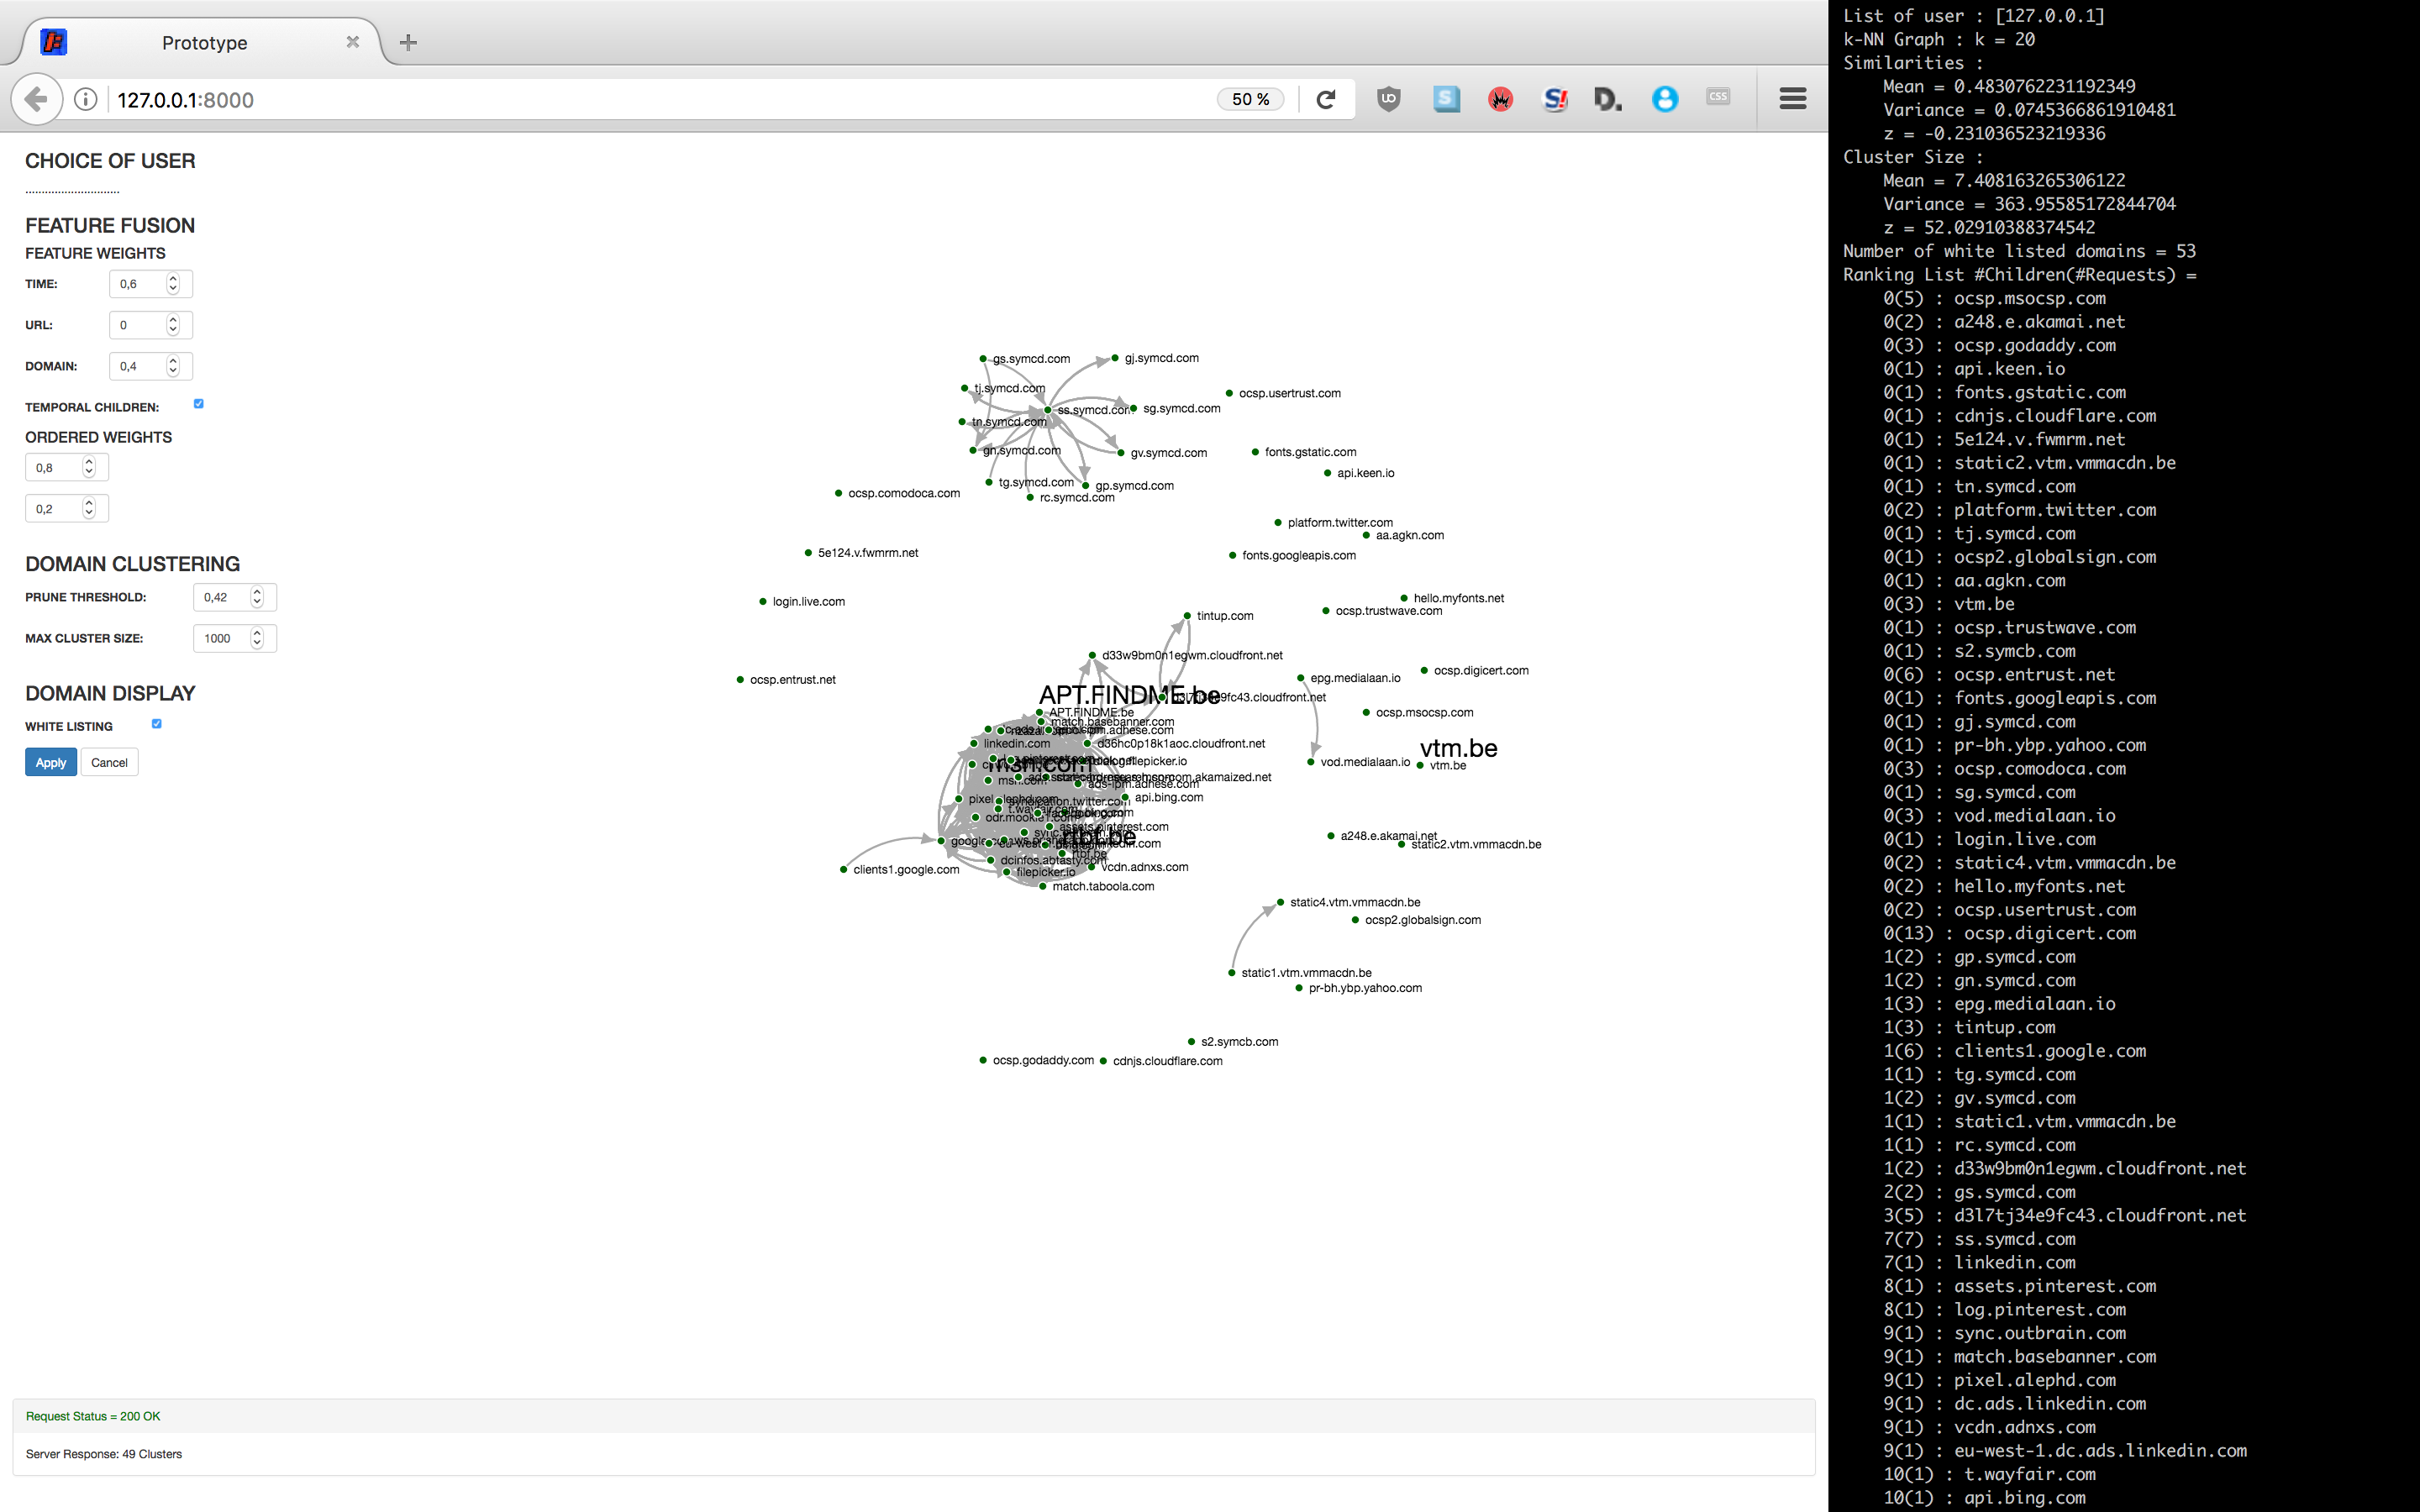 Prototype
127.0.0.1:8000
50 %
CSS
CHOICE OF USER
FEATURE FUSION
FEATURE WEIGHTS
TIME: 0,6
URL: 0
DOMAIN: 0,4
TEMPORAL CHILDREN:
ORDERED WEIGHTS
0,8
0,2
DOMAIN CLUSTERING
PRUNE THRESHOLD: 0,42
MAX CLUSTER SIZE: 1000
DOMAIN DISPLAY
WHITE LISTING
Apply Cancel
gs.symcd.com
gj.symcd.com
tj.symcd.com
ocsp.usertrust.com
ss.symcd.com
sg.symcd.com
tn.symcd.com
gn.symcd.com
gv.symcd.com
fonts.gstatic.com
api.keen.io
tg.symcd.com
gp.symcd.com
ocsp.comodoca.com
rc.symcd.com
platform.twitter.com
aa.agkn.com
5e124.v.fwmrm.net
fonts.googleapis.com
login.live.com
hello.myfonts.net
ocsp.trustwave.com
tintup.com
d33w9bm0n1egwm.cloudfront.net
ocsp.digicert.com
ocsp.entrust.net
epg.medialaan.io
APT.FINDME.be
d3l7tj34e9fc43.cloudfront.net
APT.FINDME.be
ocsp.msocsp.com
match.basebanner.com
linkedin.com
d36hc0p18k1aoc.cloudfront.net
vtm.be
vod.medialaan.io
vtm.be
msn.com
msn.com
ads-ipm.adhese.com
api.bing.com
syndication.twitter.com
t.wayfair.com
odr.mookie1.com
assets.pinterest.com
a248.e.akamai.net
static2.vtm.vmmacdn.be
rtbf.be
dcinfos.abtasty.com
vcdn.adnxs.com
clients1.google.com
filepicker.io
match.taboola.com
static4.vtm.vmmacdn.be
ocsp2.globalsign.com
static1.vtm.vmmacdn.be
pr-bh.ybp.yahoo.com
s2.symcb.com
ocsp.godaddy.com
cdnjs.cloudflare.com
Request Status = 200 OK
Server Response: 49 Clusters
List of user : [127.0.0.1]
k-NN Graph : k = 20
Similarities :
Mean = 0.4830762231192349
Variance = 0.0745366861910481
z = -0.231036523219336
Cluster Size :
Mean = 7.408163265306122
Variance = 363.95585172844704
z = 52.02910388374542
Number of white listed domains = 53
Ranking List #Children(#Requests) =
0(5) : ocsp.msocsp.com
0(2) : a248.e.akamai.net
0(3) : ocsp.godaddy.com
0(1) : api.keen.io
0(1) : fonts.gstatic.com
0(1) : cdnjs.cloudflare.com
0(1) : 5e124.v.fwmrm.net
0(1) : static2.vtm.vmmacdn.be
0(1) : tn.symcd.com
0(2) : platform.twitter.com
0(1) : tj.symcd.com
0(1) : ocsp2.globalsign.com
0(1) : aa.agkn.com
0(3) : vtm.be
0(1) : ocsp.trustwave.com
0(1) : s2.symcb.com
0(6) : ocsp.entrust.net
0(1) : fonts.googleapis.com
0(1) : gj.symcd.com
0(1) : pr-bh.ybp.yahoo.com
0(3) : ocsp.comodoca.com
0(1) : sg.symcd.com
0(3) : vod.medialaan.io
0(1) : login.live.com
0(2) : static4.vtm.vmmacdn.be
0(2) : hello.myfonts.net
0(2) : ocsp.usertrust.com
0(13) : ocsp.digicert.com
1(2) : gp.symcd.com
1(2) : gn.symcd.com
1(3) : epg.medialaan.io
1(3) : tintup.com
1(6) : clients1.google.com
1(1) : tg.symcd.com
1(2) : gv.symcd.com
1(1) : static1.vtm.vmmacdn.be
1(1) : rc.symcd.com
1(2) : d33w9bm0n1egwm.cloudfront.net
2(2) : gs.symcd.com
3(5) : d3l7tj34e9fc43.cloudfront.net
7(7) : ss.symcd.com
7(1) : linkedin.com
8(1) : assets.pinterest.com
8(1) : log.pinterest.com
9(1) : sync.outbrain.com
9(1) : match.basebanner.com
9(1) : pixel.alephd.com
9(1) : dc.ads.linkedin.com
9(1) : vcdn.adnxs.com
9(1) : eu-west-1.dc.ads.linkedin.com
10(1) : t.wayfair.com
10(1) : api.bing.com